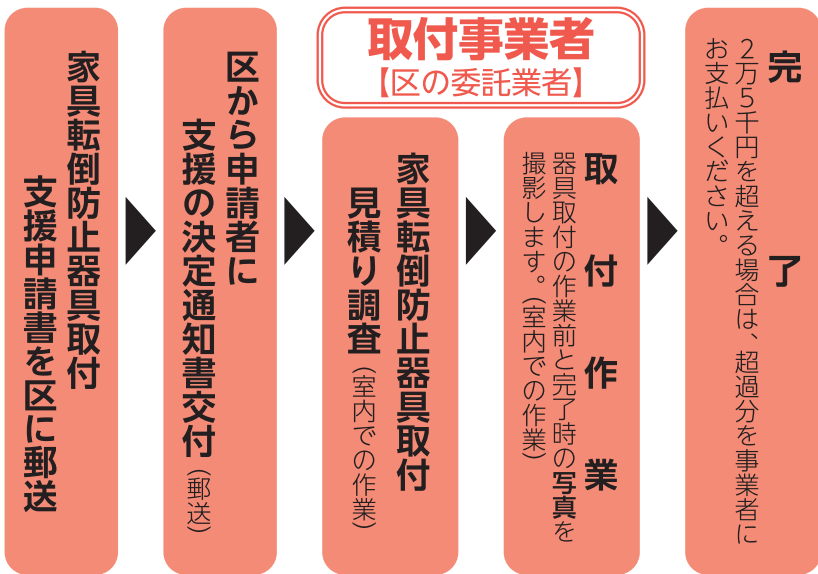 家具転倒防止器具取付
支援申請書を区に郵送
区から申請者に
支援の決定通知書交付（郵送）
取付事業者
【区の委託業者】
家具転倒防止器具取付
見積り調査（室内での作業）
取付作業
器具取付の作業前と完了時の写真を
撮影します。（室内での作業）
完了
２万５千円を超える場合は、超過分を事業者に
お支払いください。